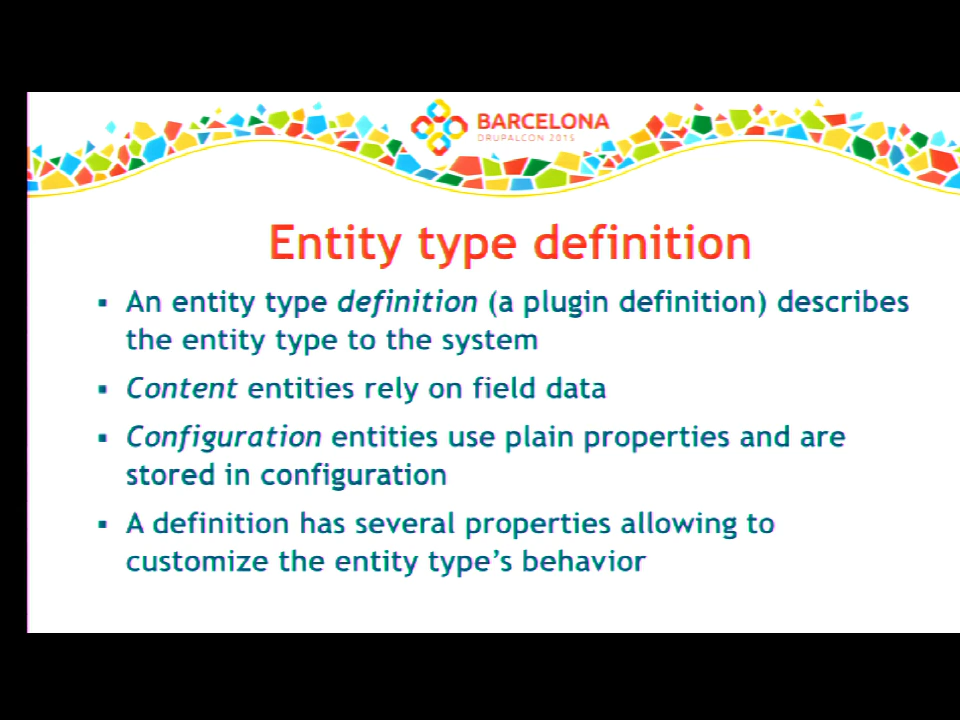 BARCELONA
DRUPALCON 2015
Entity type definition
▪ An entity type definition (a plugin definition) describes
the entity type to the system
▪ Content entities rely on field data
▪ Configuration entities use plain properties and are
stored in configuration
▪ A definition has several properties allowing to
customize the entity type’s behavior